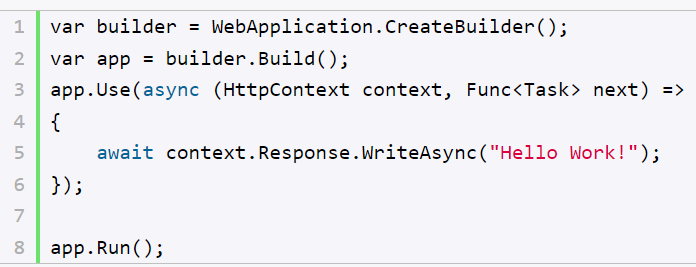 1 var builder = WebApplication.CreateBuilder();
2 var app = builder.Build();
3 app.Use(async (HttpContext context, Func<Task> next) =>
4 {
5     await context.Response.WriteAsync("Hello Work!");
6 });
7
8 app.Run();